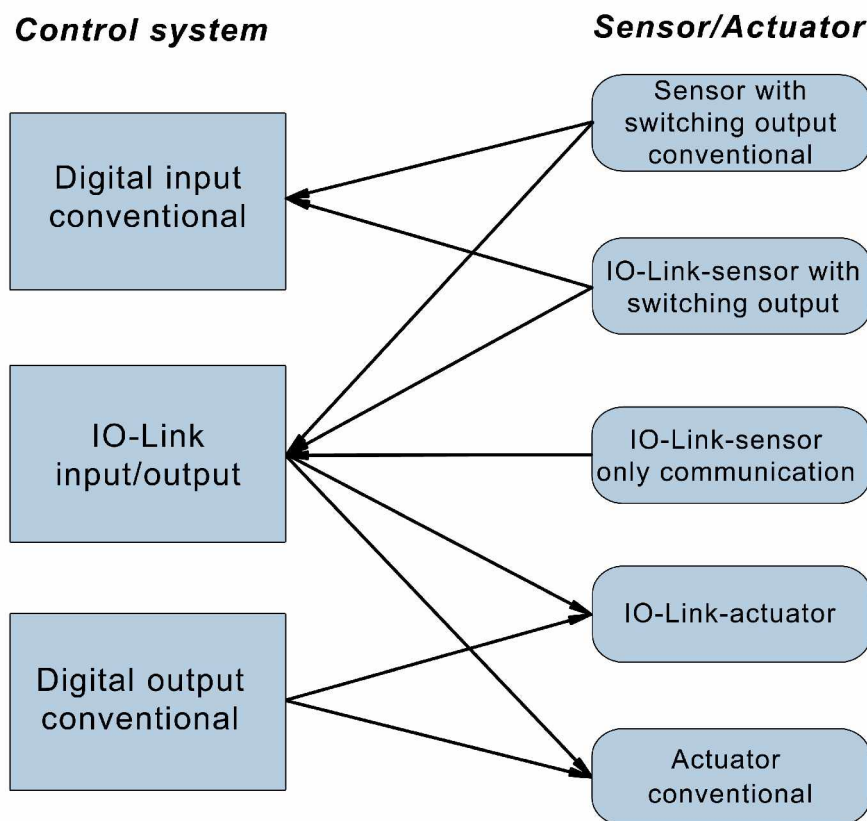 Control system
Sensor/Actuator
Digital input
conventional
IO-Link
input/output
Digital output
conventional
Sensor with
switching output
conventional
IO-Link-sensor with
switching output
IO-Link-sensor
only communication
IO-Link-actuator
Actuator
conventional